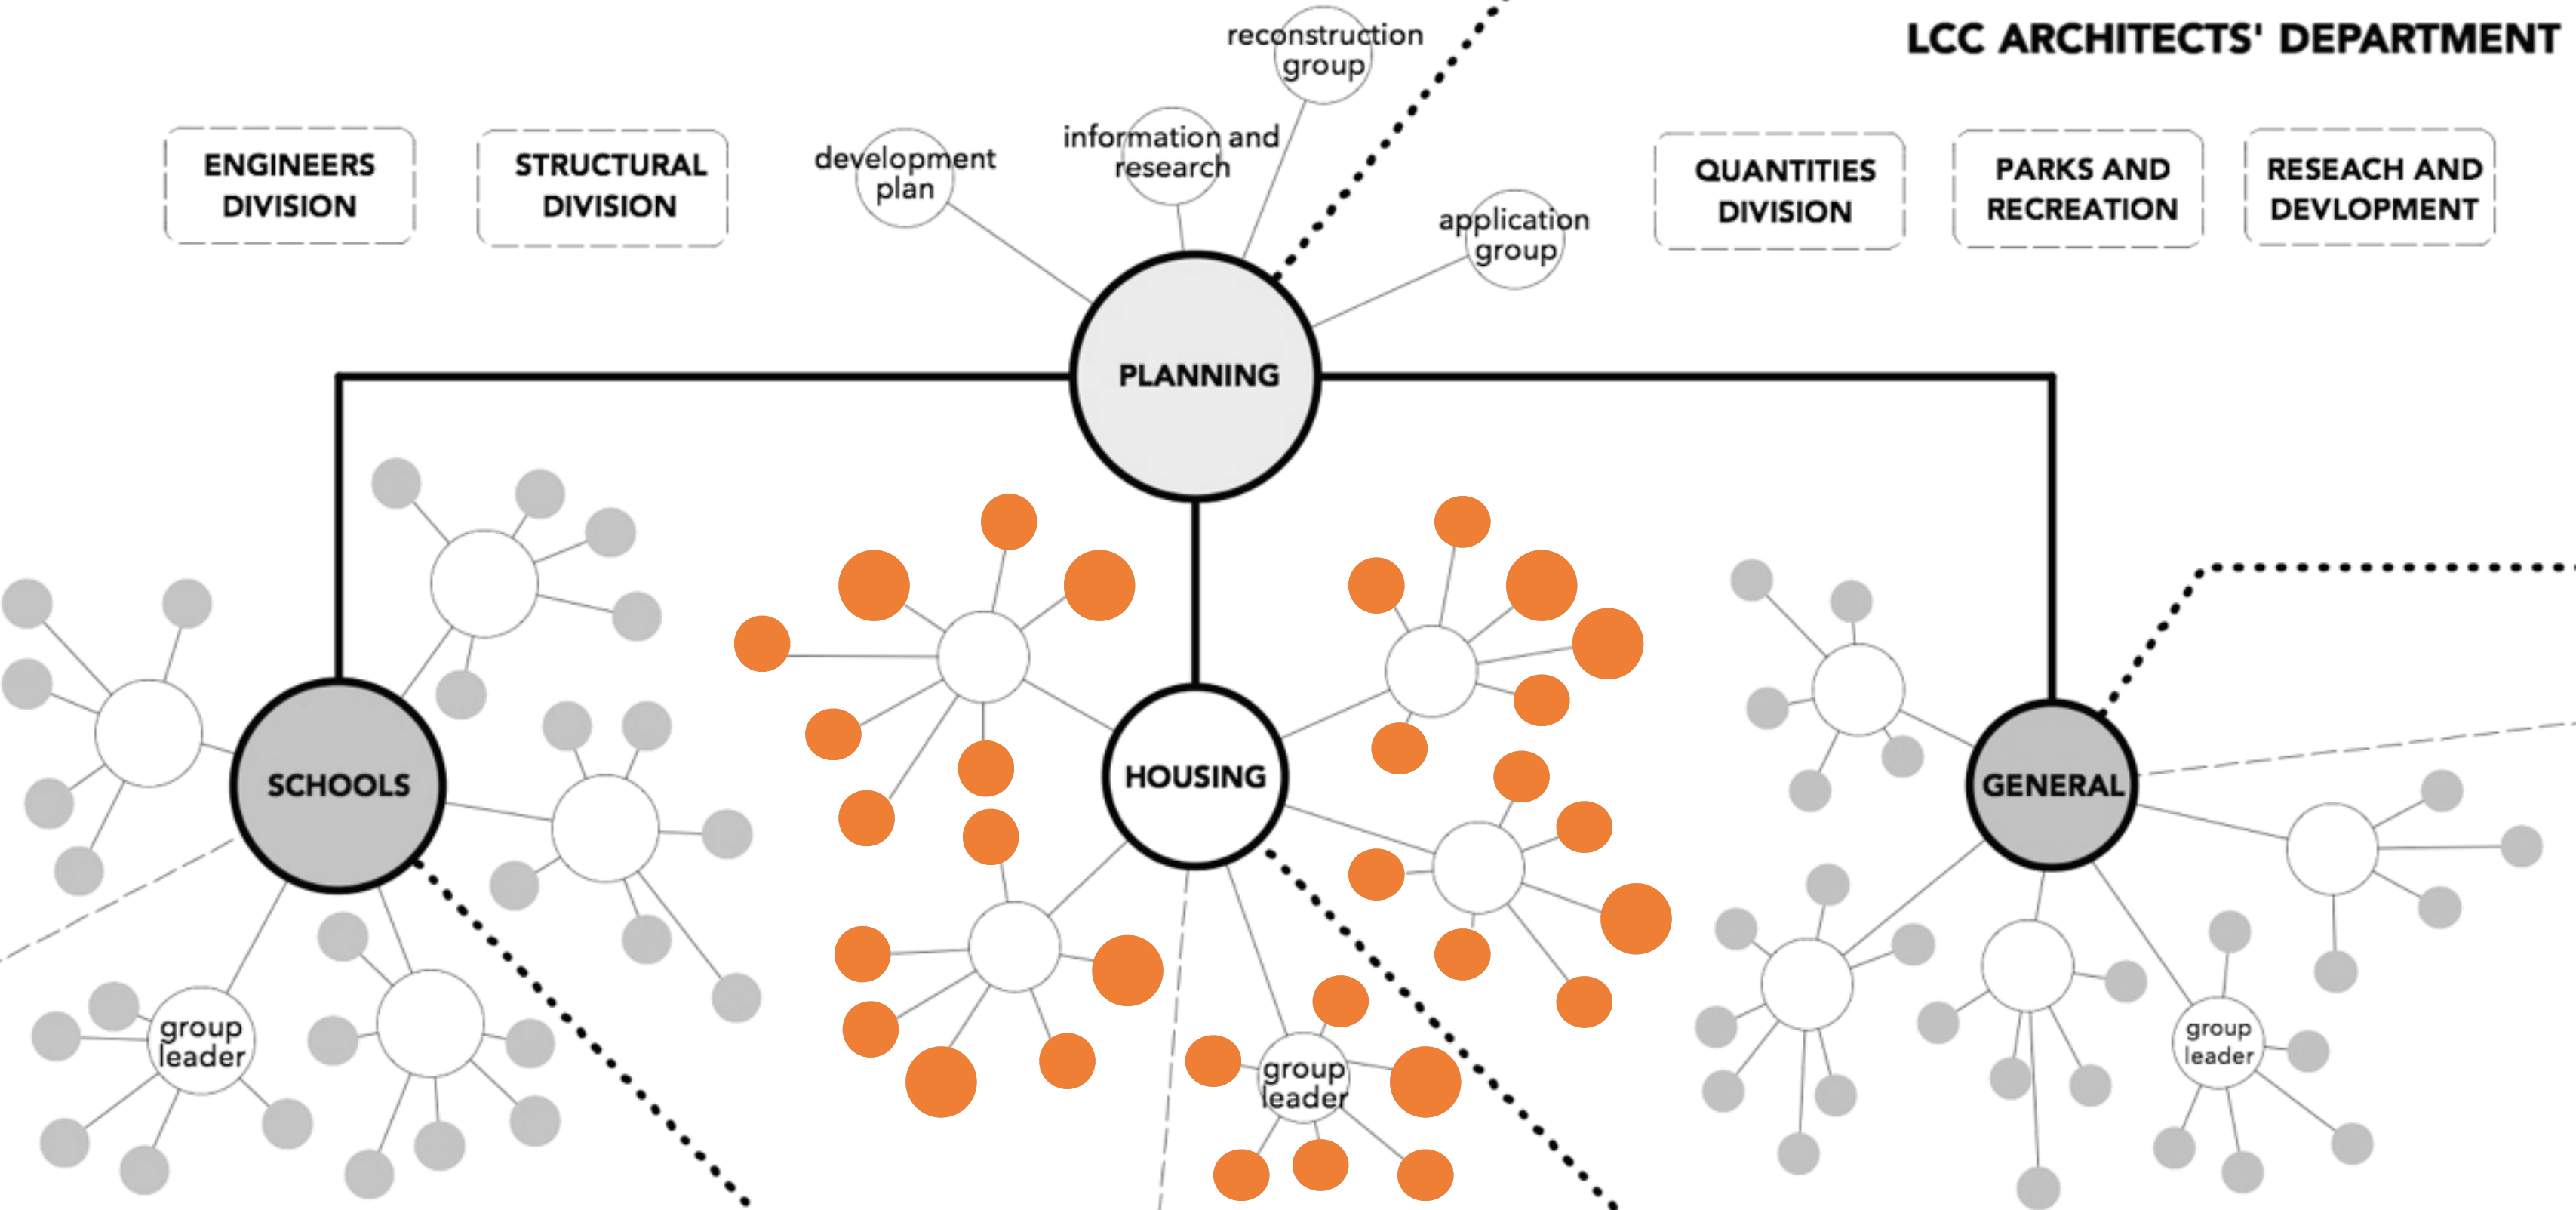 LCC ARCHITECTS' DEPARTMENT
reconstruction
group
information and
research
development
plan
application
group
ENGINEERS
DIVISION
STRUCTURAL
DIVISION
QUANTITIES
DIVISION
PARKS AND
RECREATION
RESEACH AND
DEVLOPMENT
PLANNING
SCHOOLS
HOUSING
GENERAL
group
leader
group
leader
group
leader